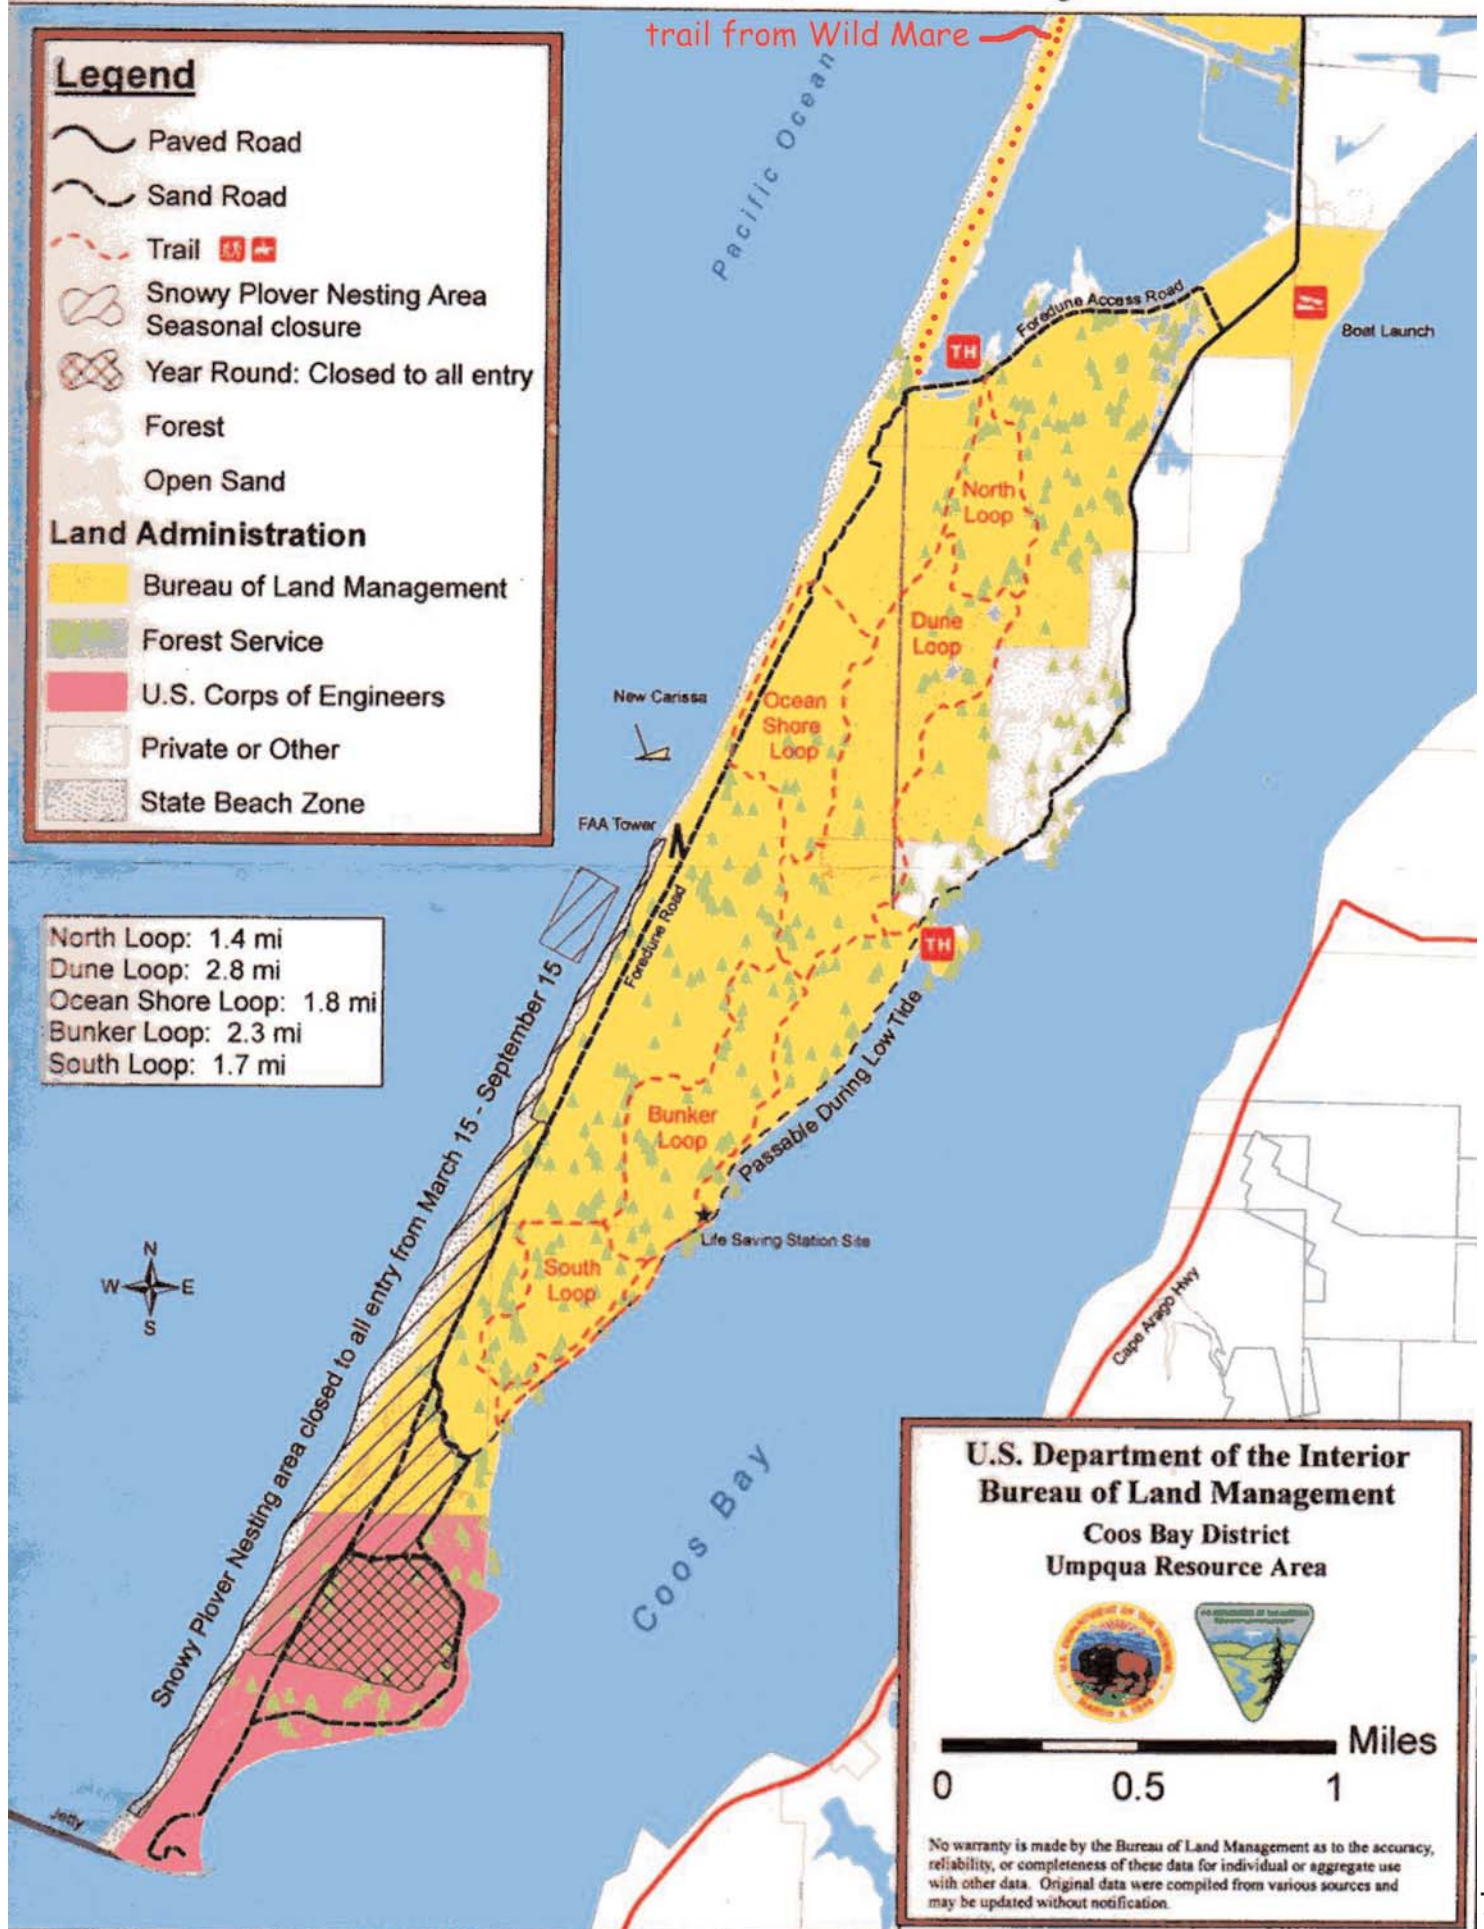 trail from Wild Mare
Legend
Paved Road
Sand Road
Trail
Snowy Plover Nesting Area
Seasonal closure
Year Round: Closed to all entry
Forest
Open Sand
Land Administration
Bureau of Land Management
Forest Service
U.S. Corps of Engineers
Private or Other
State Beach Zone
Pacific Ocean
Foredune Access Road
TH
Boat Launch
North
Loop
Dune
Loop
New Carissa
Ocean
Shore
Loop
FAA Tower
Foredune Road
TH
North Loop: 1.4 mi
Dune Loop: 2.8 mi
Ocean Shore Loop: 1.8 mi
Bunker Loop: 2.3 mi
South Loop: 1.7 mi
Snowy Plover Nesting area closed to all entry from March 15 - September 15
Passable During Low Tide
Bunker
Loop
Life Saving Station Site
South
Loop
N
W E
S
Cape Arago Hwy
Coos Bay
Jetty
U.S. Department of the Interior
Bureau of Land Management
Coos Bay District
Umpqua Resource Area
Miles
0 0.5 1
No warranty is made by the Bureau of Land Management as to the accuracy,
reliability, or completeness of these data for individual or aggregate use
with other data. Original data were compiled from various sources and
may be updated without notification.